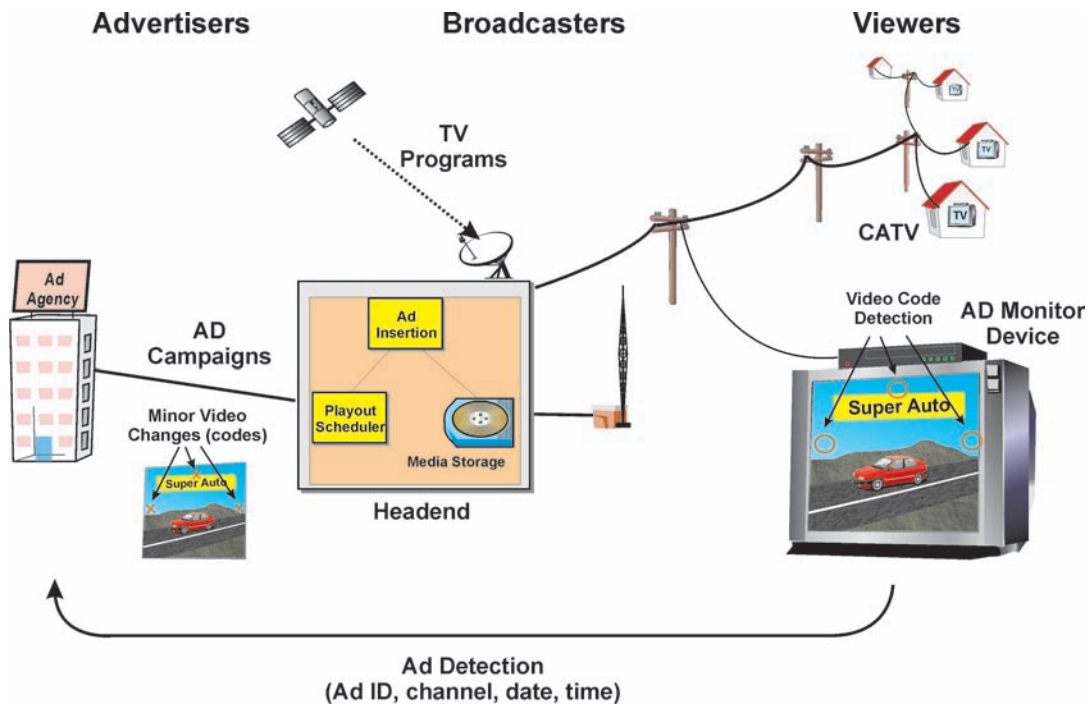 Advertisers
Broadcasters
Viewers
TV
Programs
TV
TV
TV
CATV
Ad
Agency
AD
Campaigns
Minor Video
Changes (codes)
Super Auto
Ad
Insertion
Playout
Scheduler
Media Storage
Headend
Video Code
Detection
AD Monitor
Device
Super Auto
Ad Detection
(Ad ID, channel, date, time)